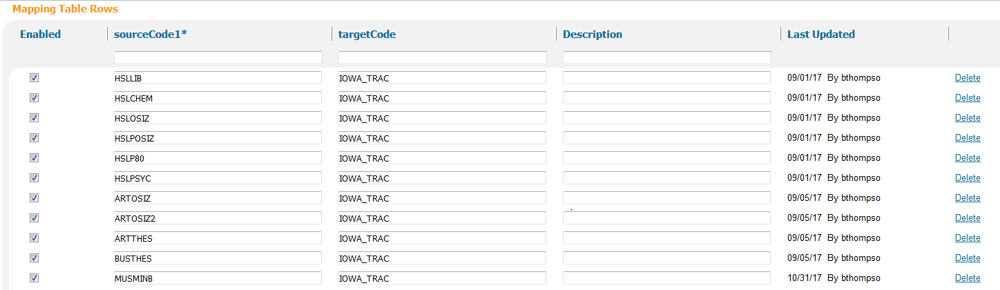 Mapping Table Rows
Enabled sourceCode1* targetCode Description Last Updated
HSLLIB IOWA_TRAC 09/01/17 By bthompso Delete
HSLCHEM IOWA_TRAC 09/01/17 By bthompso Delete
HSLOSIZ IOWA_TRAC 09/01/17 By bthompso Delete
HSLPOSIZ IOWA_TRAC 09/01/17 By bthompso Delete
HSLP80 IOWA_TRAC 09/01/17 By bthompso Delete
HSLPSYC IOWA_TRAC 09/01/17 By bthompso Delete
ARTOSIZ IOWA_TRAC 09/05/17 By bthompso Delete
ARTOSIZ2 IOWA_TRAC 09/05/17 By bthompso Delete
ARTTHES IOWA_TRAC 09/05/17 By bthompso Delete
BUSTHES IOWA_TRAC 09/05/17 By bthompso Delete
MUSMINB IOWA_TRAC 10/31/17 By bthompso Delete